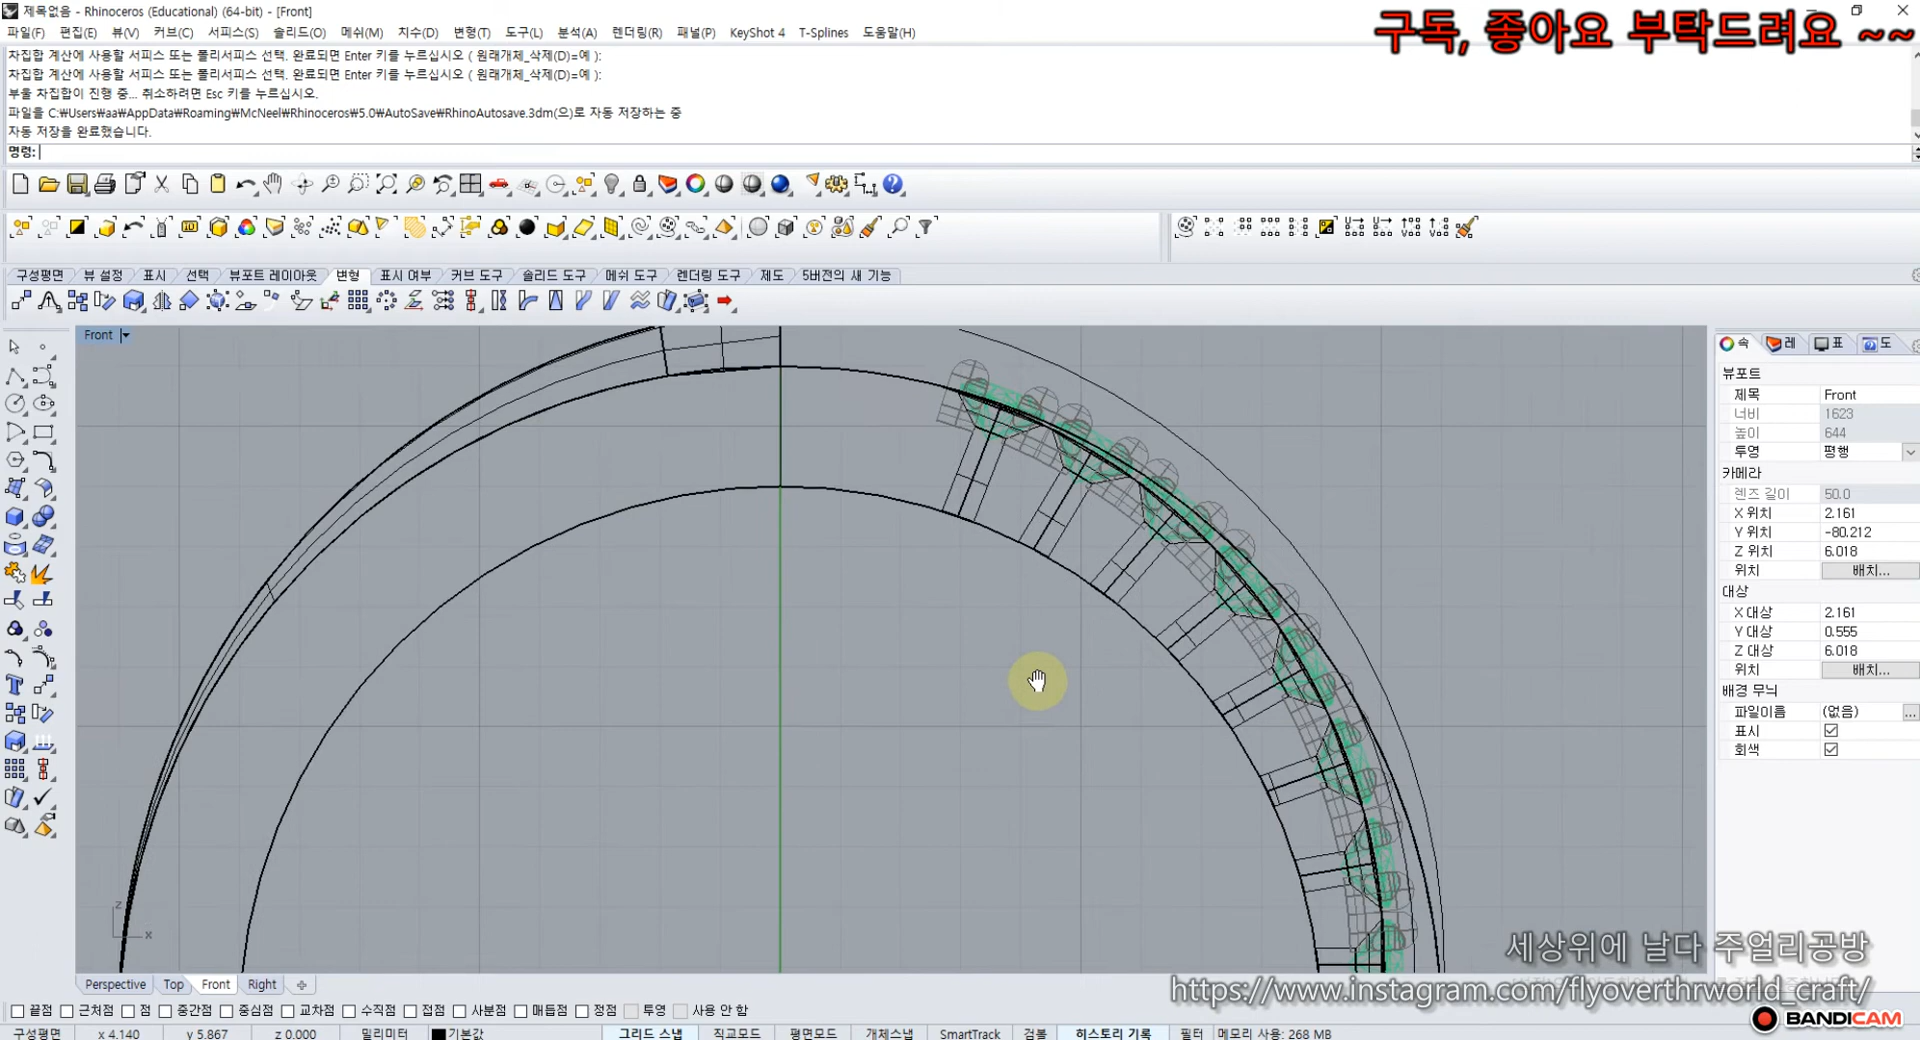 제목없음 - Rhinoceros (Educational) (64-bit) - [Front]
구독, 좋아요 부탁드려요 ~~
파일(F) 편집(E) 뷰(V) 커브(C) 서피스(S) 솔리드(O) 메쉬(M) 치수(D) 변형(T) 도구(L) 분석(A) 렌더링(R) 패널(P) KeyShot 4 T-Splines 도움말(H)
차집합 계산에 사용할 서피스 또는 폴리서피스 선택. 완료되면 Enter 키를 누르십시오 ( 원래개체_삭제(D)=예 ):
차집합 계산에 사용할 서피스 또는 폴리서피스 선택. 완료되면 Enter 키를 누르십시오 ( 원래개체_삭제(D)=예 ):
부울 차집합이 진행 중... 취소하려면 Esc 키를 누르십시오.
파일을 C:₩Users₩aa₩AppData₩Roaming₩McNeel₩Rhinoceros₩5.0₩AutoSave₩RhinoAutosave.3dm(으)로 자동 저장하는 중
자동 저장을 완료했습니다.
명령:
구성평면 뷰 설정 표시 선택 뷰포트 레이아웃 변형 표시 여부 커브 도구 솔리드 도구 메쉬 도구 렌더링 도구 제도 5버전의 새 기능
Front
속 레 표 도
뷰포트
제목 Front
너비 1623
높이 644
투영 평행
카메라
렌즈 길이 50.0
X 위치 2.161
Y 위치 -80.212
Z 위치 6.018
위치 배치...
대상
X 대상 2.161
Y 대상 0.555
Z 대상 6.018
위치 배치...
배경 무늬
파일이름 (없음) ...
표시
회색
z
x
세상위에 날다 주얼리공방
https://www.instagram.com/flyoverthrworld_craft/
BANDICAM
Perspective Top Front Right
끝점 근처점 점 중간점 중심점 교차점 수직점 접점 사분점 매듭점 정점 투영 사용 안 함
구성평면 x 4.140 y 5.867 z 0.000 밀리미터 기본값 그리드 스냅 직교모드 평면모드 개체스냅 SmartTrack 검볼 히스토리 기록 필터 메모리 사용: 268 MB